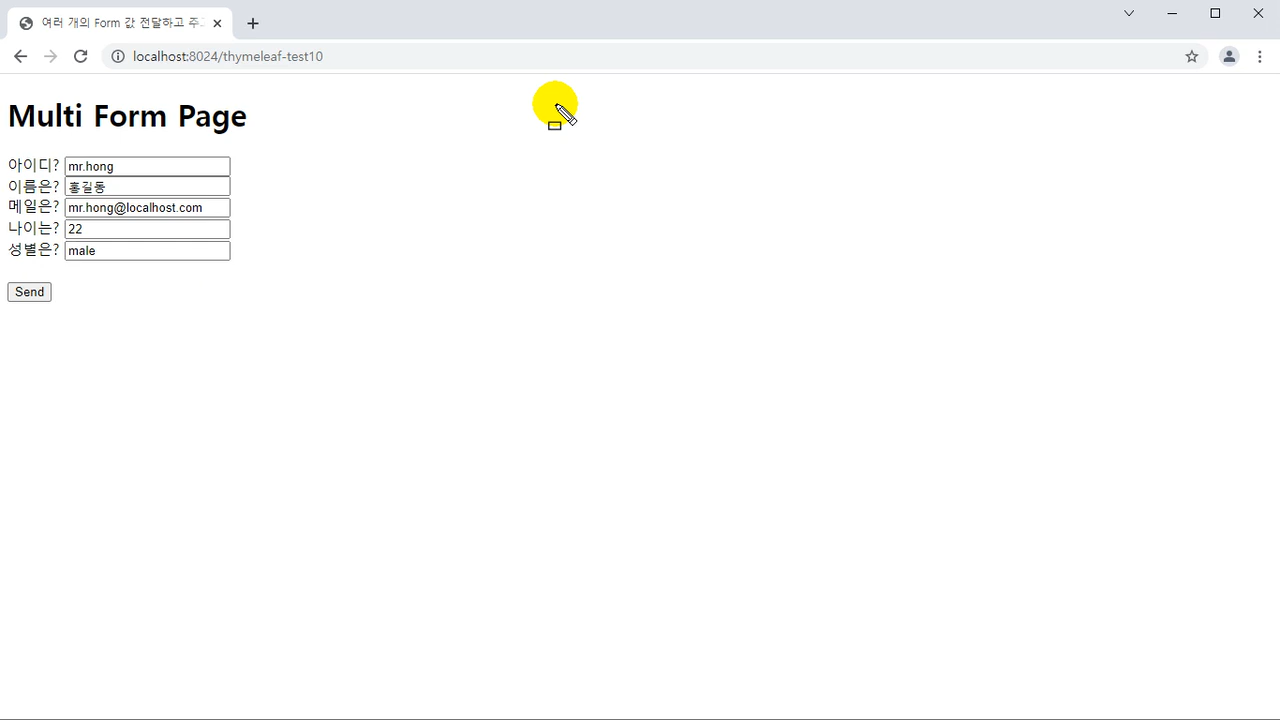 여러 개의 Form 값 전달하고
localhost:8024/thymeleaf-test10
Multi Form Page
아이디? mr.hong
이름은? 홍길동
메일은? mr.hong@localhost.com
나이는? 22
성별은? male
Send